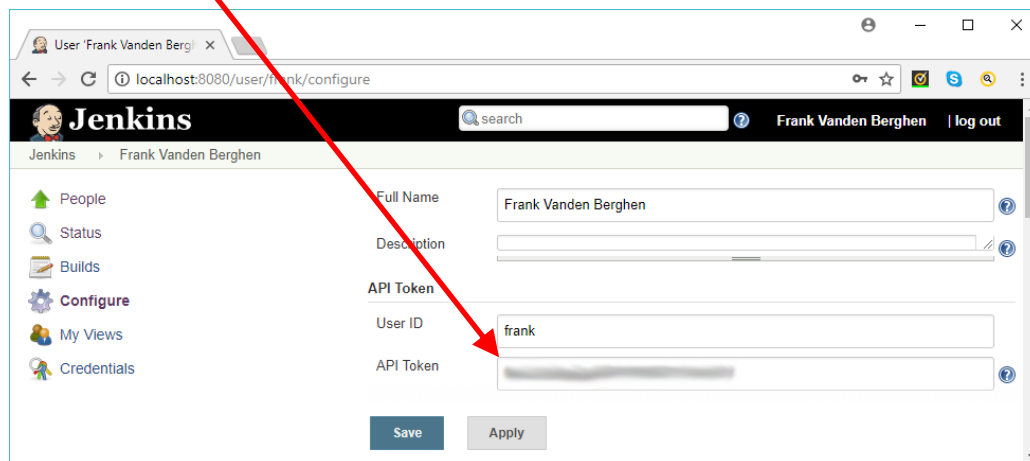 User 'Frank Vanden Bergh
localhost:8080/user/frank/configure
Jenkins
search
Frank Vanden Berghen
| log out
Jenkins
Frank Vanden Berghen
People
Status
Builds
Configure
My Views
Credentials
Full Name
Frank Vanden Berghen
Description
API Token
User ID
frank
API Token
Save
Apply